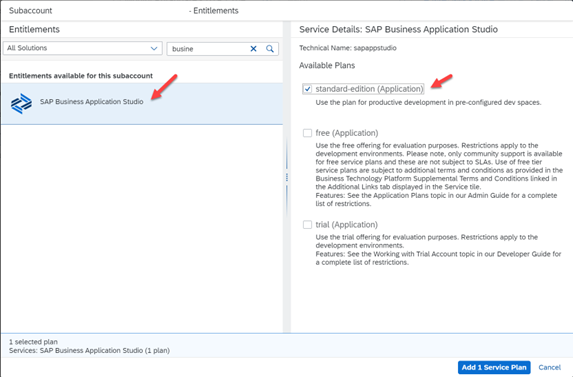 Subaccount - Entitlements
Entitlements
All Solutions
busine
Entitlements available for this subaccount
SAP Business Application Studio
Service Details: SAP Business Application Studio
Technical Name: sapappstudio
Available Plans
standard-edition (Application)
Use the plan for productive development in pre-configured dev spaces.
free (Application)
Use the free offering for evaluation purposes. Restrictions apply to the
development environments. Please note, only community support is available
for free service plans and these are not subject to SLAs. Use of free tier
service plans are subject to additional terms and conditions as provided in the
Business Technology Platform Supplemental Terms and Conditions linked in
the Additional Links tab displayed in the Service tile.
Features: See the Application Plans topic in our Admin Guide for a complete
list of restrictions.
trial (Application)
Use the trial offering for evaluation purposes. Restrictions apply to the
development environments.
Features: See the Working with Trial Account topic in our Developer Guide for
a complete list of restrictions.
1 selected plan
Services: SAP Business Application Studio (1 plan)
Add 1 Service Plan
Cancel